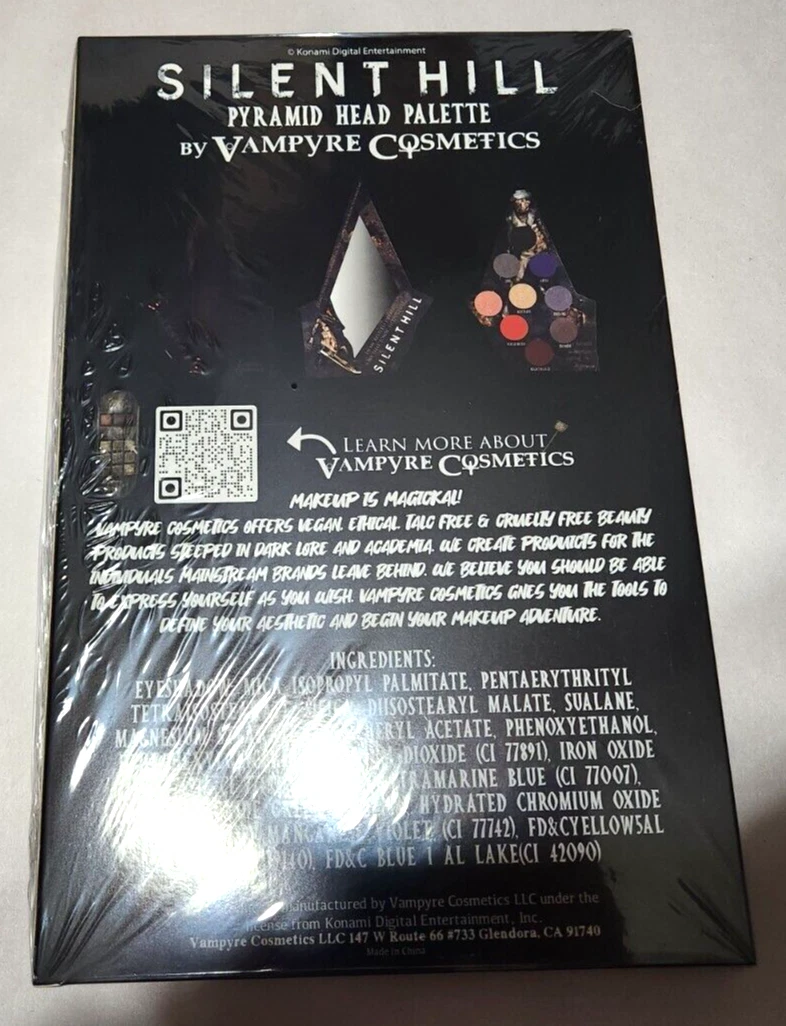 © Konami Digital Entertainment
SILENT HILL
PYRAMID HEAD PALETTE
BY VAMPYRE COSMETICS
SILENT HILL
LEARN MORE ABOUT
VAMPYRE COSMETICS
MAKEUP IS MAGICKAL!
VAMPYRE COSMETICS OFFERS VEGAN, ETHICAL, TALC FREE & CRUELTY FREE BEAUTY
PRODUCTS STEEPED IN DARK LORE AND ACADEMIA. WE CREATE PRODUCTS FOR THE
INDIVIDUALS MAINSTREAM BRANDS LEAVE BEHIND. WE BELIEVE YOU SHOULD BE ABLE
TO EXPRESS YOURSELF AS YOU WISH. VAMPYRE COSMETICS GIVES YOU THE TOOLS TO
DEFINE YOUR AESTHETIC AND BEGIN YOUR MAKEUP ADVENTURE.
INGREDIENTS:
EYESHADOW: MICA, ISOPROPYL PALMITATE, PENTAERYTHRITYL
DIISOSTEARYL MALATE, SUALANE,
MAGNESIUM ACETATE, PHENOXYETHANOL,
DIOXIDE (CI 77891), IRON OXIDE
BLUE (CI 77007),
HYDRATED CHROMIUM OXIDE
VIOLET, (CI 77742), FD&CYELLOW5AL
FD&C BLUE 1 AL LAKE(CI 42090)
manufactured by Vampyre Cosmetics LLC under the
license from Konami Digital Entertainment, Inc.
Vampyre Cosmetics LLC 147 W Route 66 #733 Glendora, CA 91740
Made in China